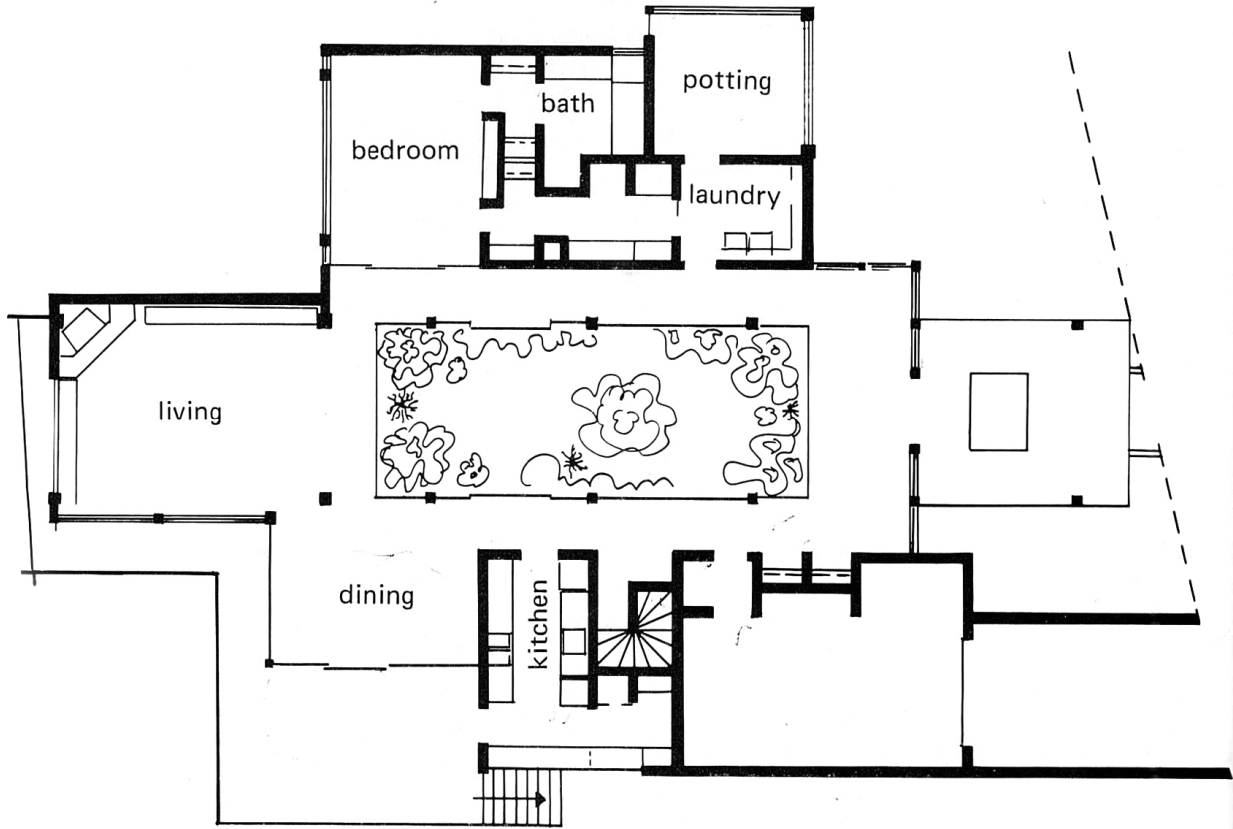 potting
bath
bedroom
laundry
living
dining
kitchen